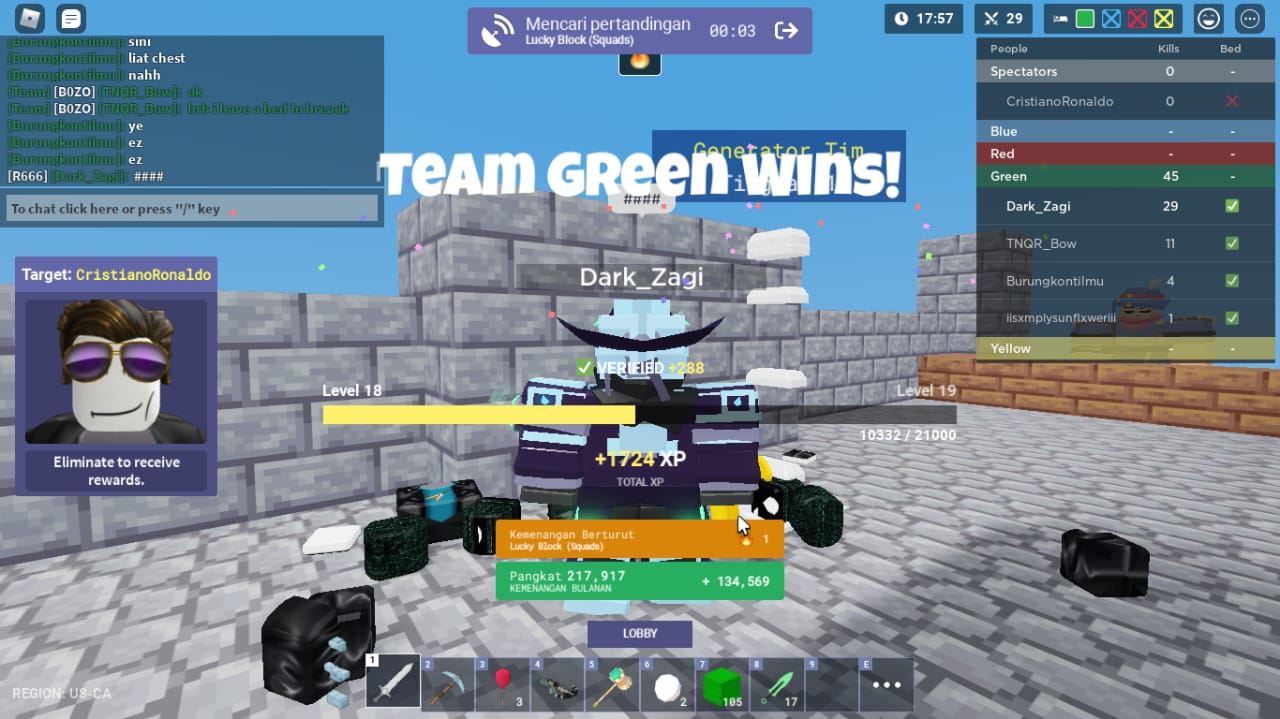 Mencari pertandingan
Lucky Block (Squads)
00:03
17:57
29
[Burungkontilmu]: sini
[Burungkontilmu]: liat chest
[Burungkontilmu]: nahh
[Team] [B0ZO] [TNQR_Bow]: ok
[Team] [B0ZO] [TNQR_Bow]: brb i have a bed to breack
[Burungkontilmu]: ye
[Burungkontilmu]: ez
[Burungkontilmu]: ez
[R666] [Dark_Zagi]: ####
To chat click here or press "/" key
People Kills Bed
Spectators 0 -
CristianoRonaldo 0
Blue - -
Red - -
Green 45 -
Dark_Zagi 29
TNQR_Bow 11
Burungkontilmu 4
iisxmplysunflxweriii 1
Yellow - -
Generator Tim
TEAM GREEN WINS!
####
Dark_Zagi
Target: CristianoRonaldo
Eliminate to receive
rewards.
VERIFIED +288
Level 18
Level 19
10332 / 21000
+1724 XP
TOTAL XP
Kemenangan Berturut
Lucky Block (Squads)
1
Pangkat 217,917
KEMENANGAN BULANAN
+ 134,569
LOBBY
1 2 3 4 5 6 7 8 9 E
3 2 105 17
REGION: US-CA